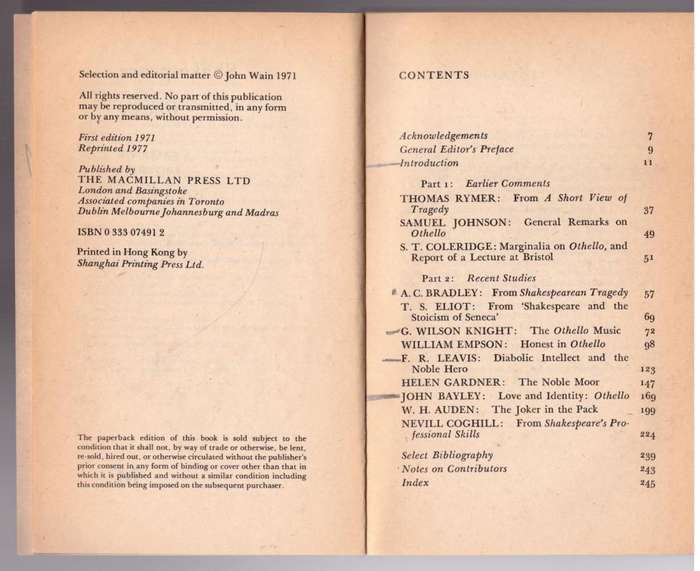 Selection and editorial matter © John Wain 1971
All rights reserved. No part of this publication
may be reproduced or transmitted, in any form
or by any means, without permission.
First edition 1971
Reprinted 1977
Published by
THE MACMILLAN PRESS LTD
London and Basingstoke
Associated companies in Toronto
Dublin Melbourne Johannesburg and Madras
ISBN 0 333 07491 2
Printed in Hong Kong by
Shanghai Printing Press Ltd.
The paperback edition of this book is sold subject to the
condition that it shall not, by way of trade or otherwise, be lent,
re-sold, hired out, or otherwise circulated without the publisher's
prior consent in any form of binding or cover other than that in
which it is published and without a similar condition including
this condition being imposed on the subsequent purchaser.
CONTENTS
Acknowledgements 7
General Editor's Preface 9
Introduction 11
Part 1: Earlier Comments
THOMAS RYMER: From A Short View of
Tragedy 37
SAMUEL JOHNSON: General Remarks on
Othello 49
S. T. COLERIDGE: Marginalia on Othello, and
Report of a Lecture at Bristol 51
Part 2: Recent Studies
A. C. BRADLEY: From Shakespearean Tragedy 57
T. S. ELIOT: From 'Shakespeare and the
Stoicism of Seneca' 69
G. WILSON KNIGHT: The Othello Music 72
WILLIAM EMPSON: Honest in Othello 98
F. R. LEAVIS: Diabolic Intellect and the
Noble Hero 123
HELEN GARDNER: The Noble Moor 147
JOHN BAYLEY: Love and Identity: Othello 169
W. H. AUDEN: The Joker in the Pack 199
NEVILL COGHILL: From Shakespeare's Pro-
fessional Skills 224
Select Bibliography 239
Notes on Contributors 243
Index 245